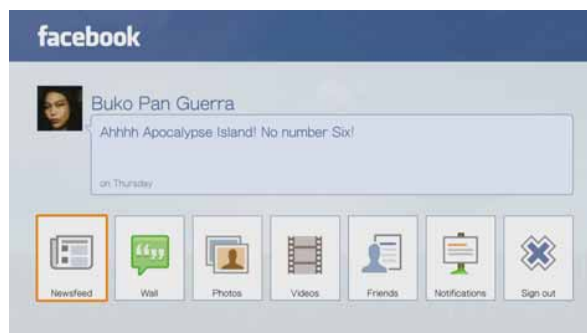 facebook
Buko Pan Guerra
Ahhhh Apocalypse Island! No number Six!
on Thursday
Newsfeed
Wall
Photos
Videos
Friends
Notifications
Sign out